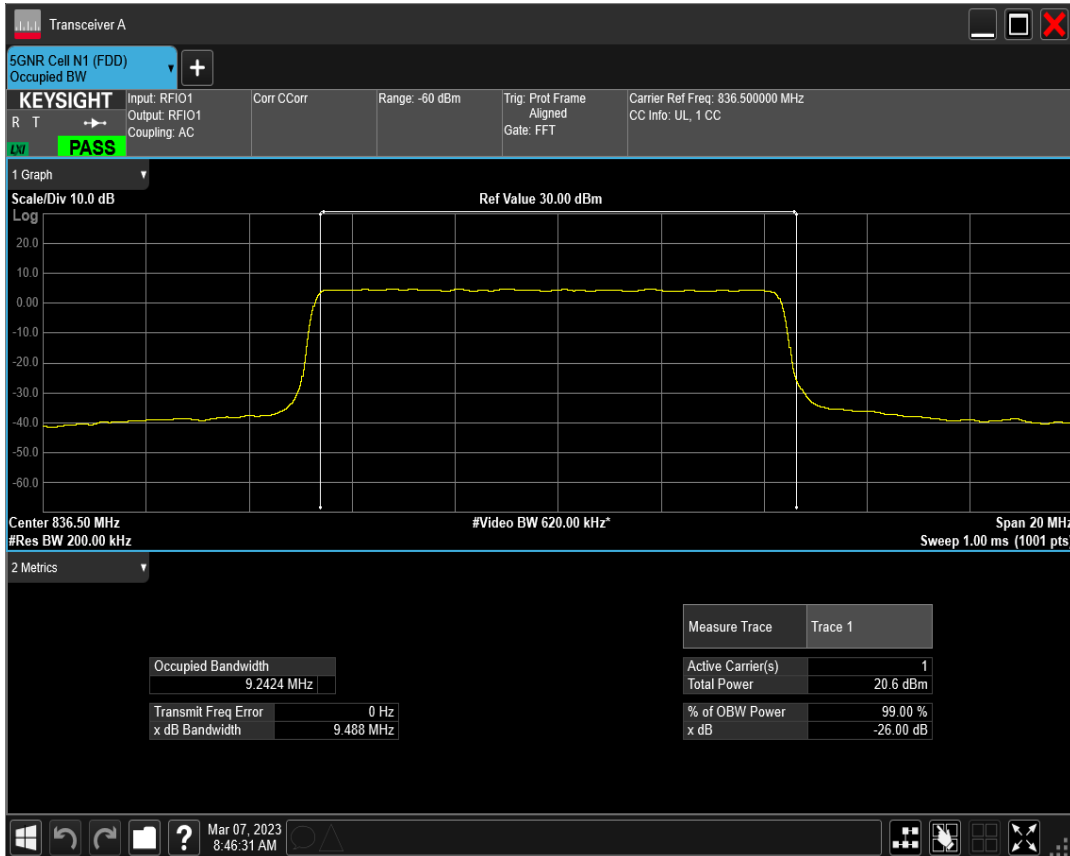 Transceiver A
5GNR Cell N1 (FDD)
Occupied BW
+
KEYSIGHT Input: RFIO1 Corr CCorr Range: -60 dBm Trig: Prot Frame Carrier Ref Freq: 836.500000 MHz
R T Output: RFIO1 Aligned CC Info: UL, 1 CC
Coupling: AC Gate: FFT
LXI PASS
1 Graph
Scale/Div 10.0 dB Ref Value 30.00 dBm
Log
20.0
10.0
0.00
-10.0
-20.0
-30.0
-40.0
-50.0
-60.0
Center 836.50 MHz #Video BW 620.00 kHz* Span 20 MHz
#Res BW 200.00 kHz Sweep 1.00 ms (1001 pts)
2 Metrics
Measure Trace Trace 1
Occupied Bandwidth Active Carrier(s) 1
9.2424 MHz Total Power 20.6 dBm
Transmit Freq Error 0 Hz % of OBW Power 99.00 %
x dB Bandwidth 9.488 MHz x dB -26.00 dB
? Mar 07, 2023
8:46:31 AM